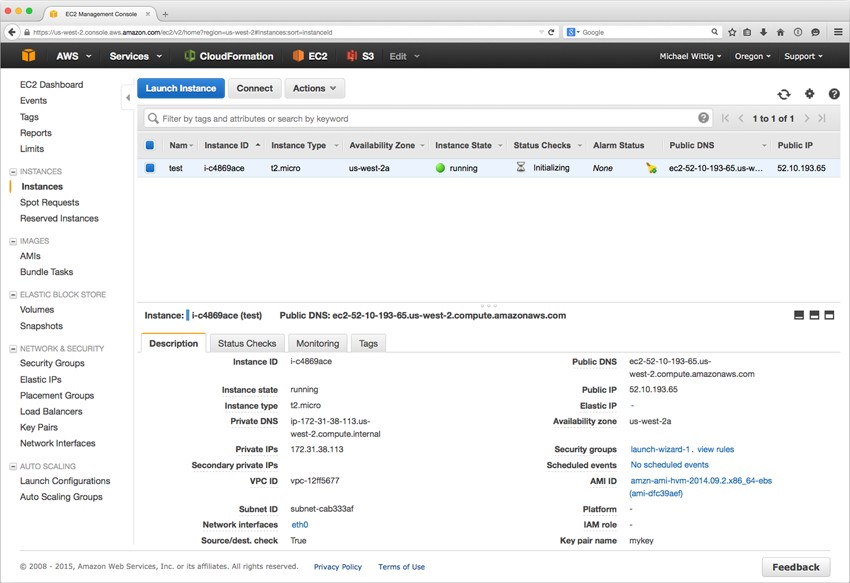 EC2 Management Console
https://us-west-2.console.aws.amazon.com/ec2/v2/home?region=us-west-2#Instances:sort=instanceId
Google
AWS Services CloudFormation EC2 S3 Edit Michael Wittig Oregon Support
EC2 Dashboard
Events
Tags
Reports
Limits
INSTANCES
Instances
Spot Requests
Reserved Instances
IMAGES
AMIs
Bundle Tasks
ELASTIC BLOCK STORE
Volumes
Snapshots
NETWORK & SECURITY
Security Groups
Elastic IPs
Placement Groups
Load Balancers
Key Pairs
Network Interfaces
AUTO SCALING
Launch Configurations
Auto Scaling Groups
Launch Instance Connect Actions
Filter by tags and attributes or search by keyword
1 to 1 of 1
Nam Instance ID Instance Type Availability Zone Instance State Status Checks Alarm Status Public DNS Public IP
test i-c4869ace t2.micro us-west-2a running Initializing None ec2-52-10-193-65.us-w... 52.10.193.65
Instance: i-c4869ace (test) Public DNS: ec2-52-10-193-65.us-west-2.compute.amazonaws.com
Description Status Checks Monitoring Tags
Instance ID i-c4869ace
Instance state running
Instance type t2.micro
Private DNS ip-172-31-38-113.us-
west-2.compute.internal
Private IPs 172.31.38.113
Secondary private IPs
VPC ID vpc-12ff5677
Subnet ID subnet-cab333af
Network interfaces eth0
Source/dest. check True
Public DNS ec2-52-10-193-65.us-
west-2.compute.amazonaws.com
Public IP 52.10.193.65
Elastic IP -
Availability zone us-west-2a
Security groups launch-wizard-1. view rules
Scheduled events No scheduled events
AMI ID amzn-ami-hvm-2014.09.2.x86_64-ebs
(ami-dfc39aef)
Platform -
IAM role -
Key pair name mykey
© 2008 - 2015, Amazon Web Services, Inc. or its affiliates. All rights reserved. Privacy Policy Terms of Use
Feedback